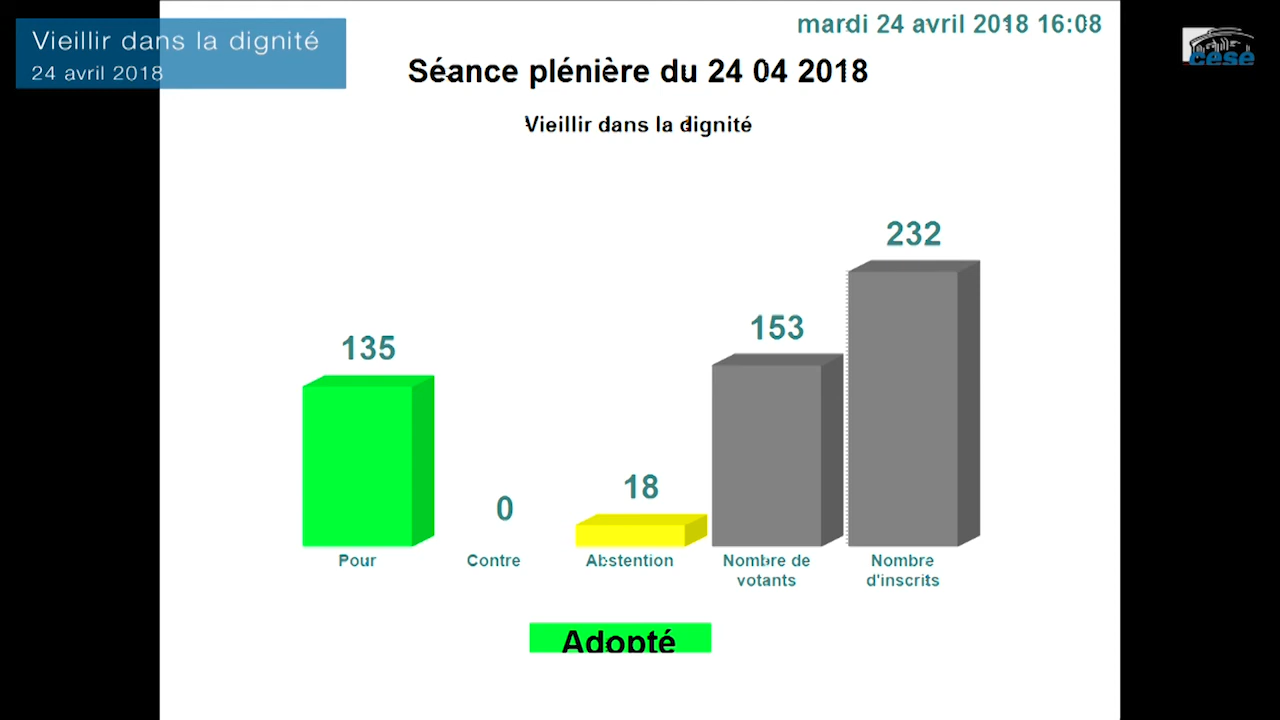 Vieillir dans la dignité
24 avril 2018
mardi 24 avril 2018 16:08
cese
Séance plénière du 24 04 2018
Vieillir dans la dignité
232
153
135
18
0
Pour
Contre
Abstention
Nombre de
votants
Nombre
d'inscrits
Adopté